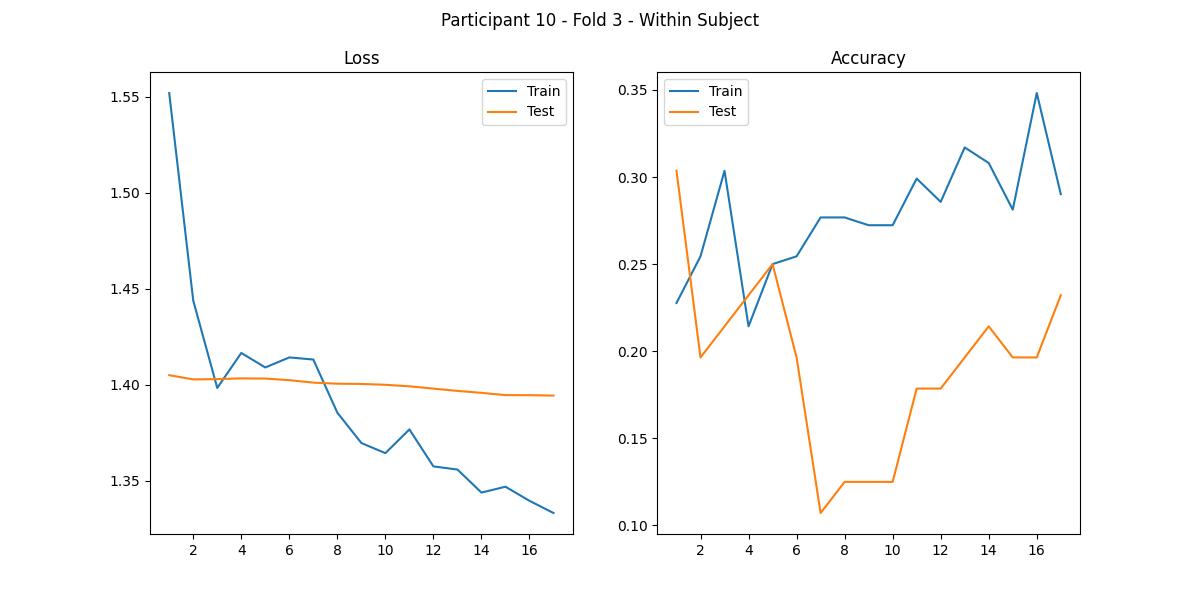 Participant 10 - Fold 3 - Within Subject
Loss
Train
Test
1.55
1.50
1.45
1.40
1.35
2 4 6 8 10 12 14 16
Accuracy
Train
Test
0.35
0.30
0.25
0.20
0.15
0.10
2 4 6 8 10 12 14 16